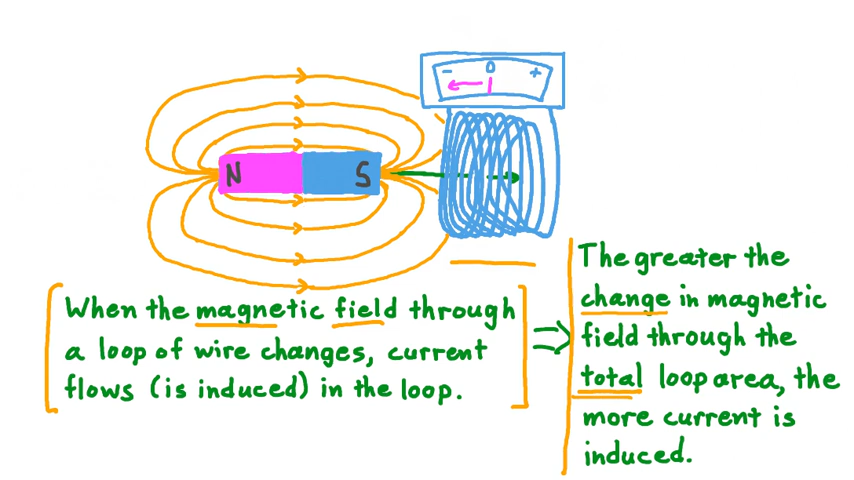 - 0 +
N S
When the magnetic field through
a loop of wire changes, current
flows (is induced) in the loop.
The greater the
change in magnetic
field through the
total loop area, the
more current is
induced.